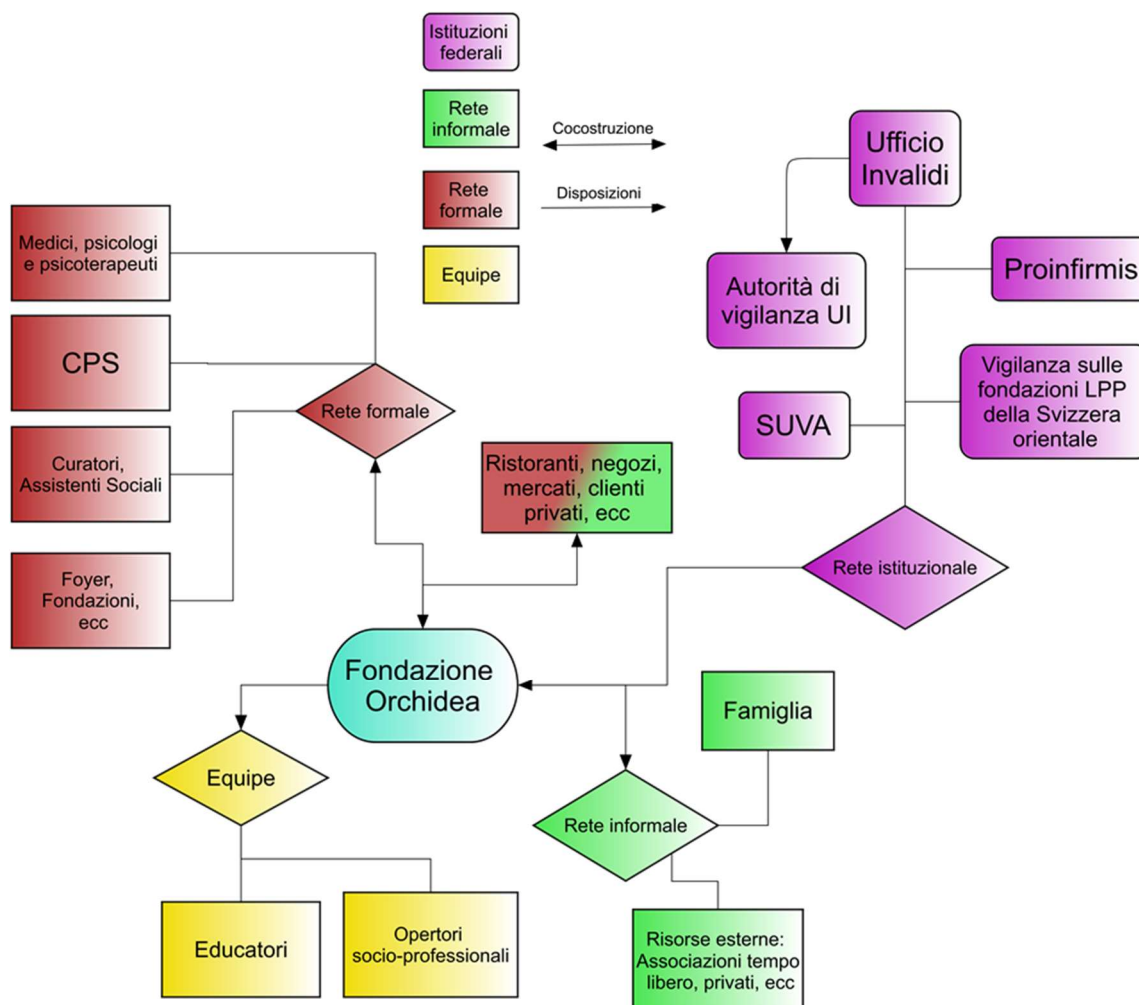 Istituzioni
federali
Rete
informale
Cocostruzione
Rete
formale
Disposizioni
Equipe
Ufficio
Invalidi
Autorità di
vigilanza UI
Proinfirmis
SUVA
Vigilanza sulle
fondazioni LPP
della Svizzera
orientale
Rete istituzionale
Medici, psicologi
e psicoterapeuti
CPS
Curatori,
Assistenti Sociali
Foyer,
Fondazioni,
ecc
Rete formale
Ristoranti, negozi,
mercati, clienti
privati, ecc
Fondazione
Orchidea
Equipe
Educatori
Opertori
socio-professionali
Famiglia
Rete informale
Risorse esterne:
Associazioni tempo
libero, privati, ecc